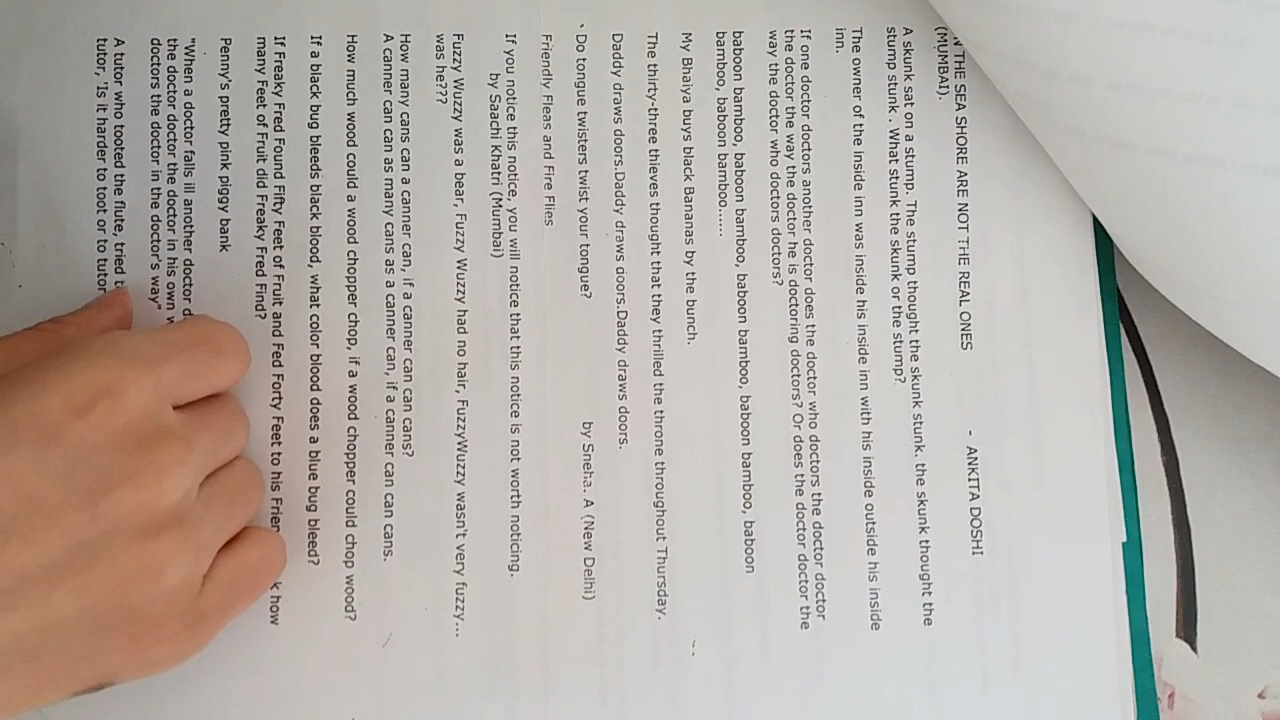 THE SEA SHORE ARE NOT THE REAL ONES - ANKITA DOSHI
(MUMBAI).
A skunk sat on a stump. The stump thought the skunk stunk. the skunk thought the
stump stunk . What stunk the skunk or the stump?
The owner of the inside inn was inside his inside inn with his inside outside his inside
inn.
If one doctor doctors another doctor does the doctor who doctors the doctor doctor
the doctor the way the doctor he is doctoring doctors? Or does the doctor doctor the
way the doctor who doctors doctors?
baboon bamboo, baboon bamboo, baboon bamboo, baboon bamboo, baboon
bamboo, baboon bamboo......
My Bhaiya buys black Bananas by the bunch.
The thirty-three thieves thought that they thrilled the throne throughout Thursday.
Daddy draws doors.Daddy draws doors.Daddy draws doors.
Do tongue twisters twist your tongue? by Sneha. A (New Delhi)
Friendly Fleas and Fire Flies
If you notice this notice, you will notice that this notice is not worth noticing.
by Saachi Khatri (Mumbai)
Fuzzy Wuzzy was a bear, Fuzzy Wuzzy had no hair, FuzzyWuzzy wasn't very fuzzy...
was he???
How many cans can a canner can, if a canner can can cans?
A canner can can as many cans as a canner can, if a canner can can cans.
How much wood could a wood chopper chop, if a wood chopper could chop wood?
If a black bug bleeds black blood, what color blood does a blue bug bleed?
If Freaky Fred Found Fifty Feet of Fruit and Fed Forty Feet to his how
many Feet of Fruit did Freaky Fred Find?
Penny's pretty pink piggy bank
"When a doctor falls ill another doctor
the doctor doctor the doctor in his own
doctors the doctor in the doctor's way"
A tutor who tooted the flute, tried
tutor, 'Is it harder to toot or to tutor